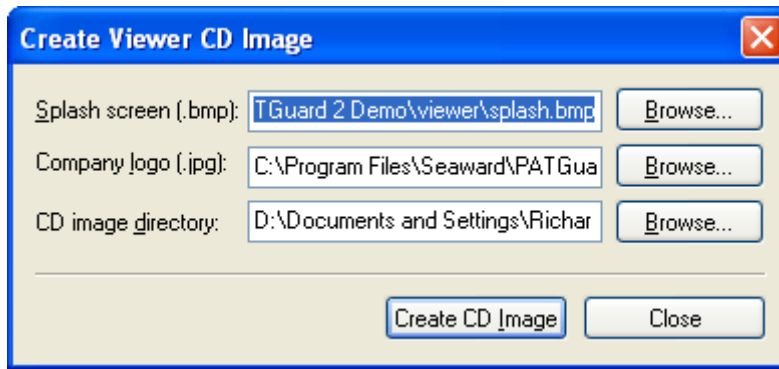 Create Viewer CD Image
Splash screen (.bmp): TGuard 2 Demo\viewer\splash.bmp Browse...
Company logo (.jpg): C:\Program Files\Seaward\PATGua Browse...
CD image directory: D:\Documents and Settings\Richar Browse...
Create CD Image Close